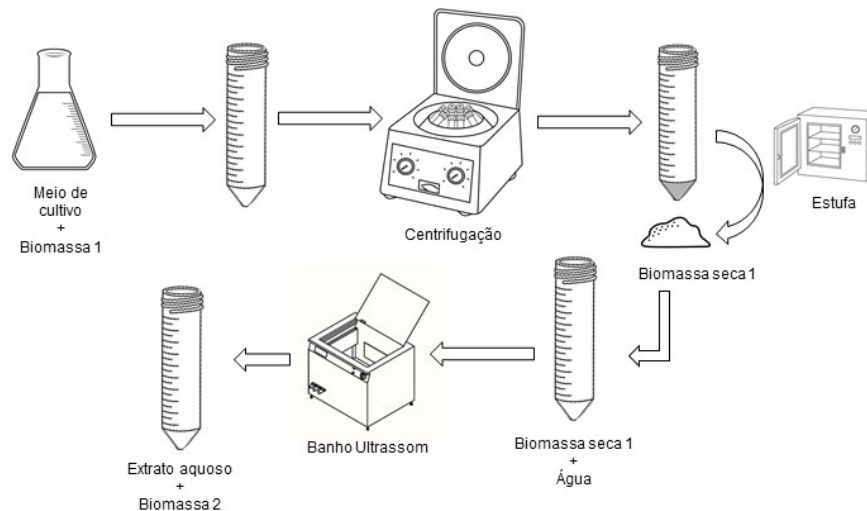 Meio de
cultivo
+
Biomassa 1
Centrifugação
Estufa
Biomassa seca 1
Banho Ultrassom
Biomassa seca 1
+
Água
Extrato aquoso
+
Biomassa 2